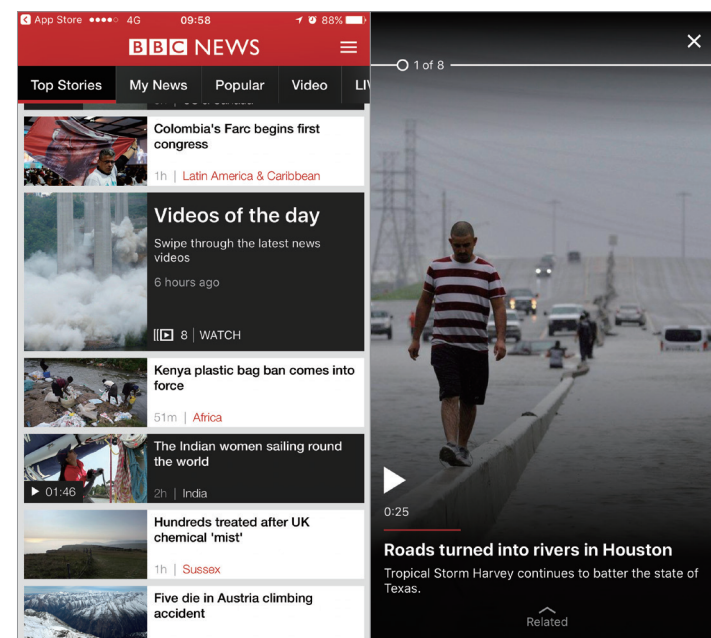 App Store 4G 09:58 88%
BBC NEWS
Top Stories My News Popular Video LI
Colombia's Farc begins first
congress
1h | Latin America & Caribbean
Videos of the day
Swipe through the latest news
videos
6 hours ago
8 | WATCH
Kenya plastic bag ban comes into
force
51m | Africa
The Indian women sailing round
the world
01:46
2h | India
Hundreds treated after UK
chemical 'mist'
1h | Sussex
Five die in Austria climbing
accident
1 of 8
0:25
Roads turned into rivers in Houston
Tropical Storm Harvey continues to batter the state of
Texas.
Related